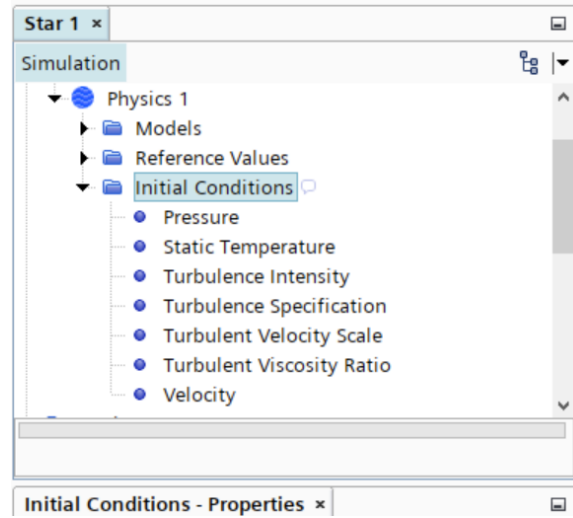 Star 1 ×
Simulation
Physics 1
Models
Reference Values
Initial Conditions
Pressure
Static Temperature
Turbulence Intensity
Turbulence Specification
Turbulent Velocity Scale
Turbulent Viscosity Ratio
Velocity
Initial Conditions - Properties ×